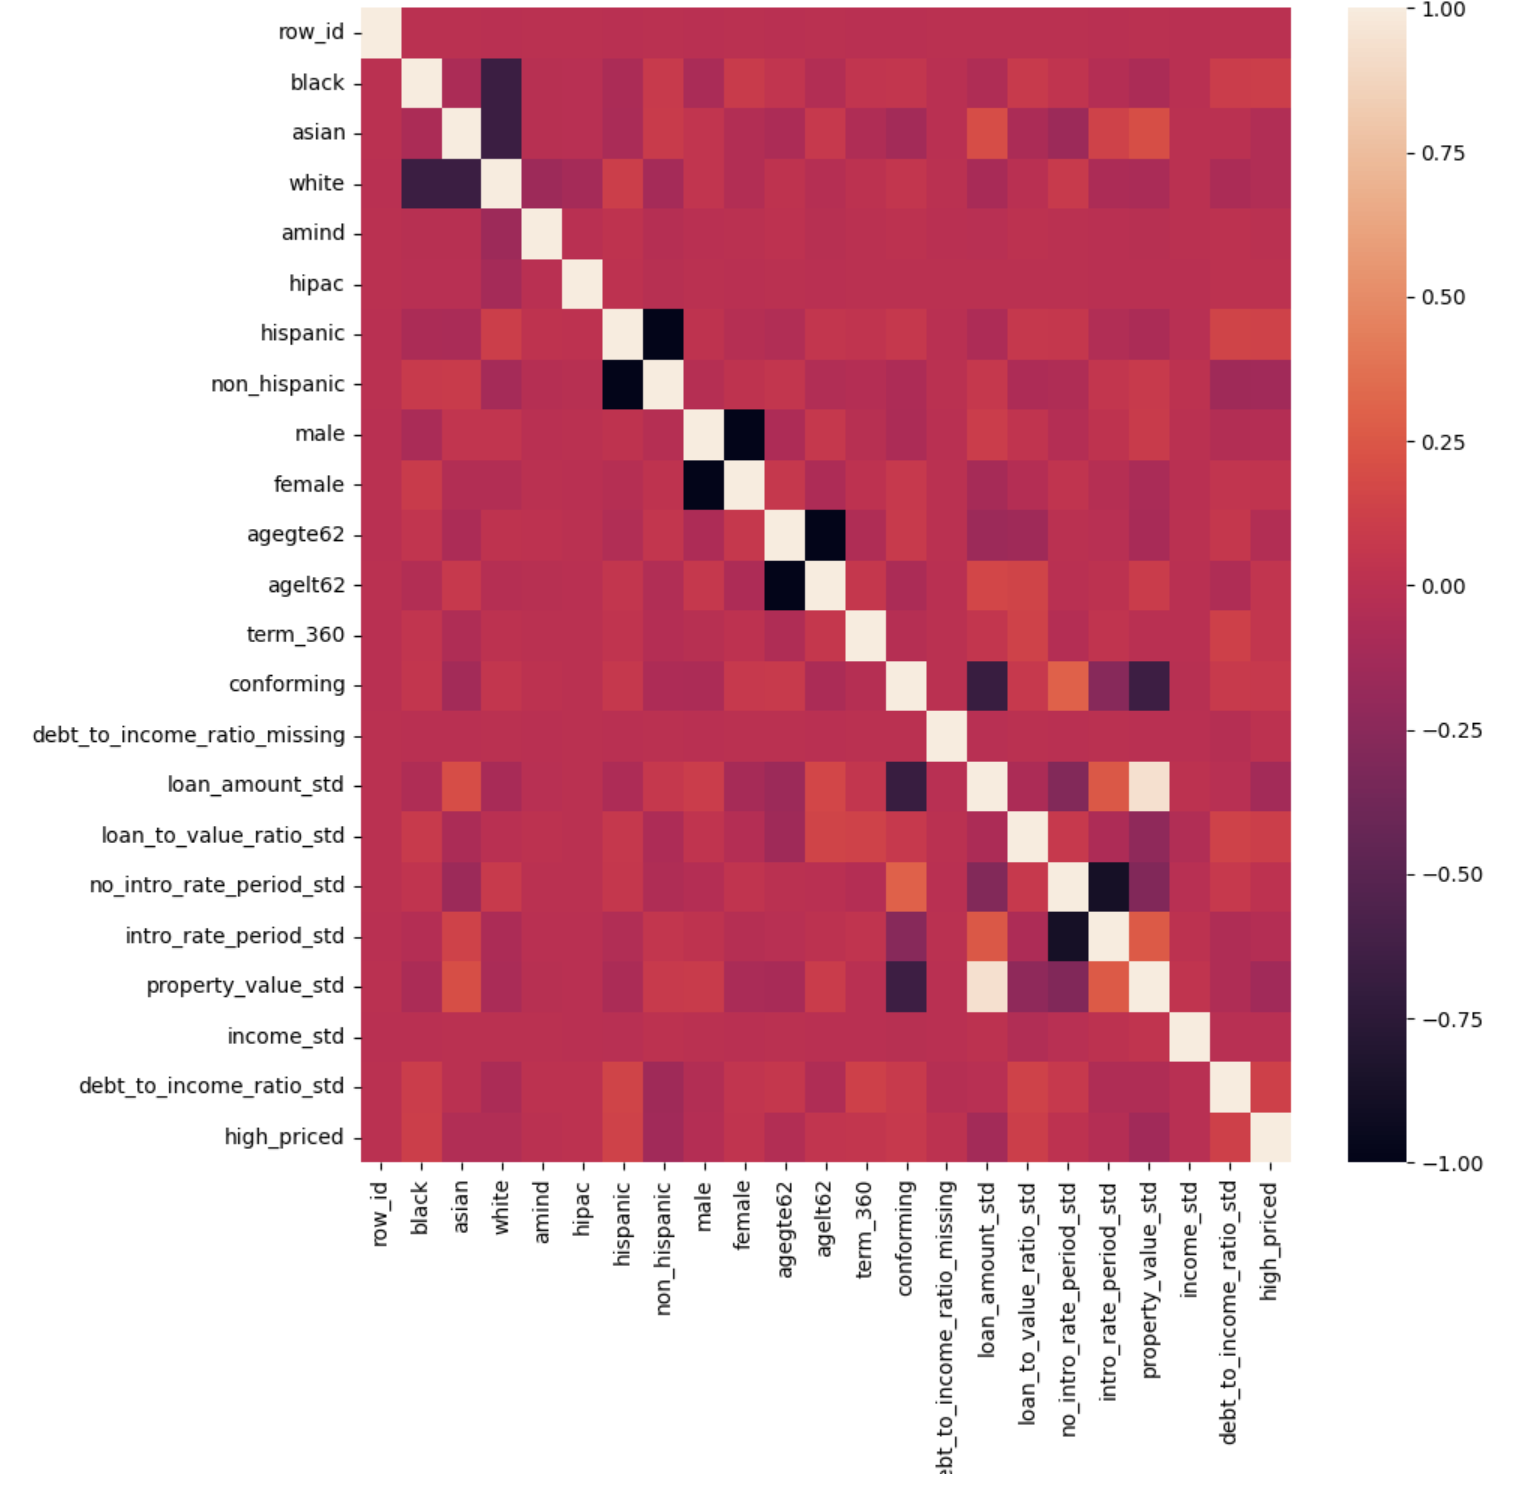 row_id
black
asian
white
amind
hipac
hispanic
non_hispanic
male
female
agegte62
agelt62
term_360
conforming
debt_to_income_ratio_missing
loan_amount_std
loan_to_value_ratio_std
no_intro_rate_period_std
intro_rate_period_std
property_value_std
income_std
debt_to_income_ratio_std
high_priced
row_id
black
asian
white
amind
hipac
hispanic
non_hispanic
male
female
agegte62
agelt62
term_360
conforming
ebt_to_income_ratio_missing
loan_amount_std
loan_to_value_ratio_std
no_intro_rate_period_std
intro_rate_period_std
property_value_std
income_std
debt_to_income_ratio_std
high_priced
1.00
0.75
0.50
0.25
0.00
−0.25
−0.50
−0.75
−1.00